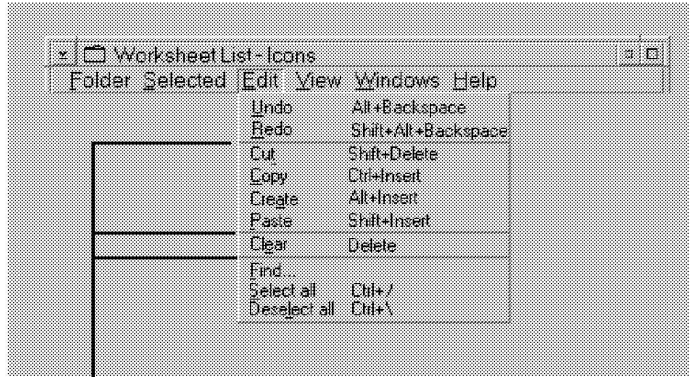 Worksheet List - Icons
Folder Selected Edit View Windows Help
Undo Alt+Backspace
Redo Shift+Alt+Backspace
Cut Shift+Delete
Copy Ctrl+Insert
Create Alt+Insert
Paste Shift+Insert
Clear Delete
Find...
Select all Ctrl+/
Deselect all Ctrl+\